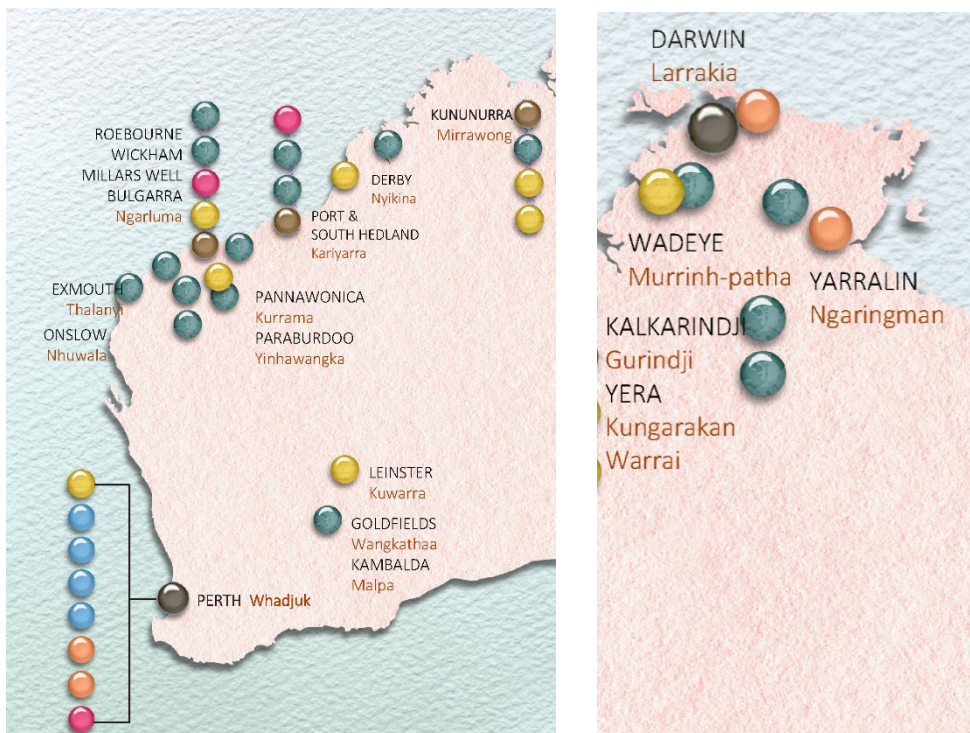 ROEBOURNE
WICKHAM
MILLARS WELL
BULGARRA
Ngarluma
PORT &
SOUTH HEDLAND
Kariyarra
DERBY
Nyikina
KUNUNURRA
Mirrawong
EXMOUTH
Thalanyi
ONSLOW
Nhuwala
PANNAWONICA
Kurrama
PARABURDOO
Yinhawangka
LEINSTER
Kuwarra
GOLDFIELDS
Wangkathaa
KAMBALDA
Malpa
PERTH Whadjuk
DARWIN
Larrakia
WADEYE
Murrinh-patha
YARRALIN
Ngaringman
KALKARINDJI
Gurindji
YERA
Kungarakan
Warrai